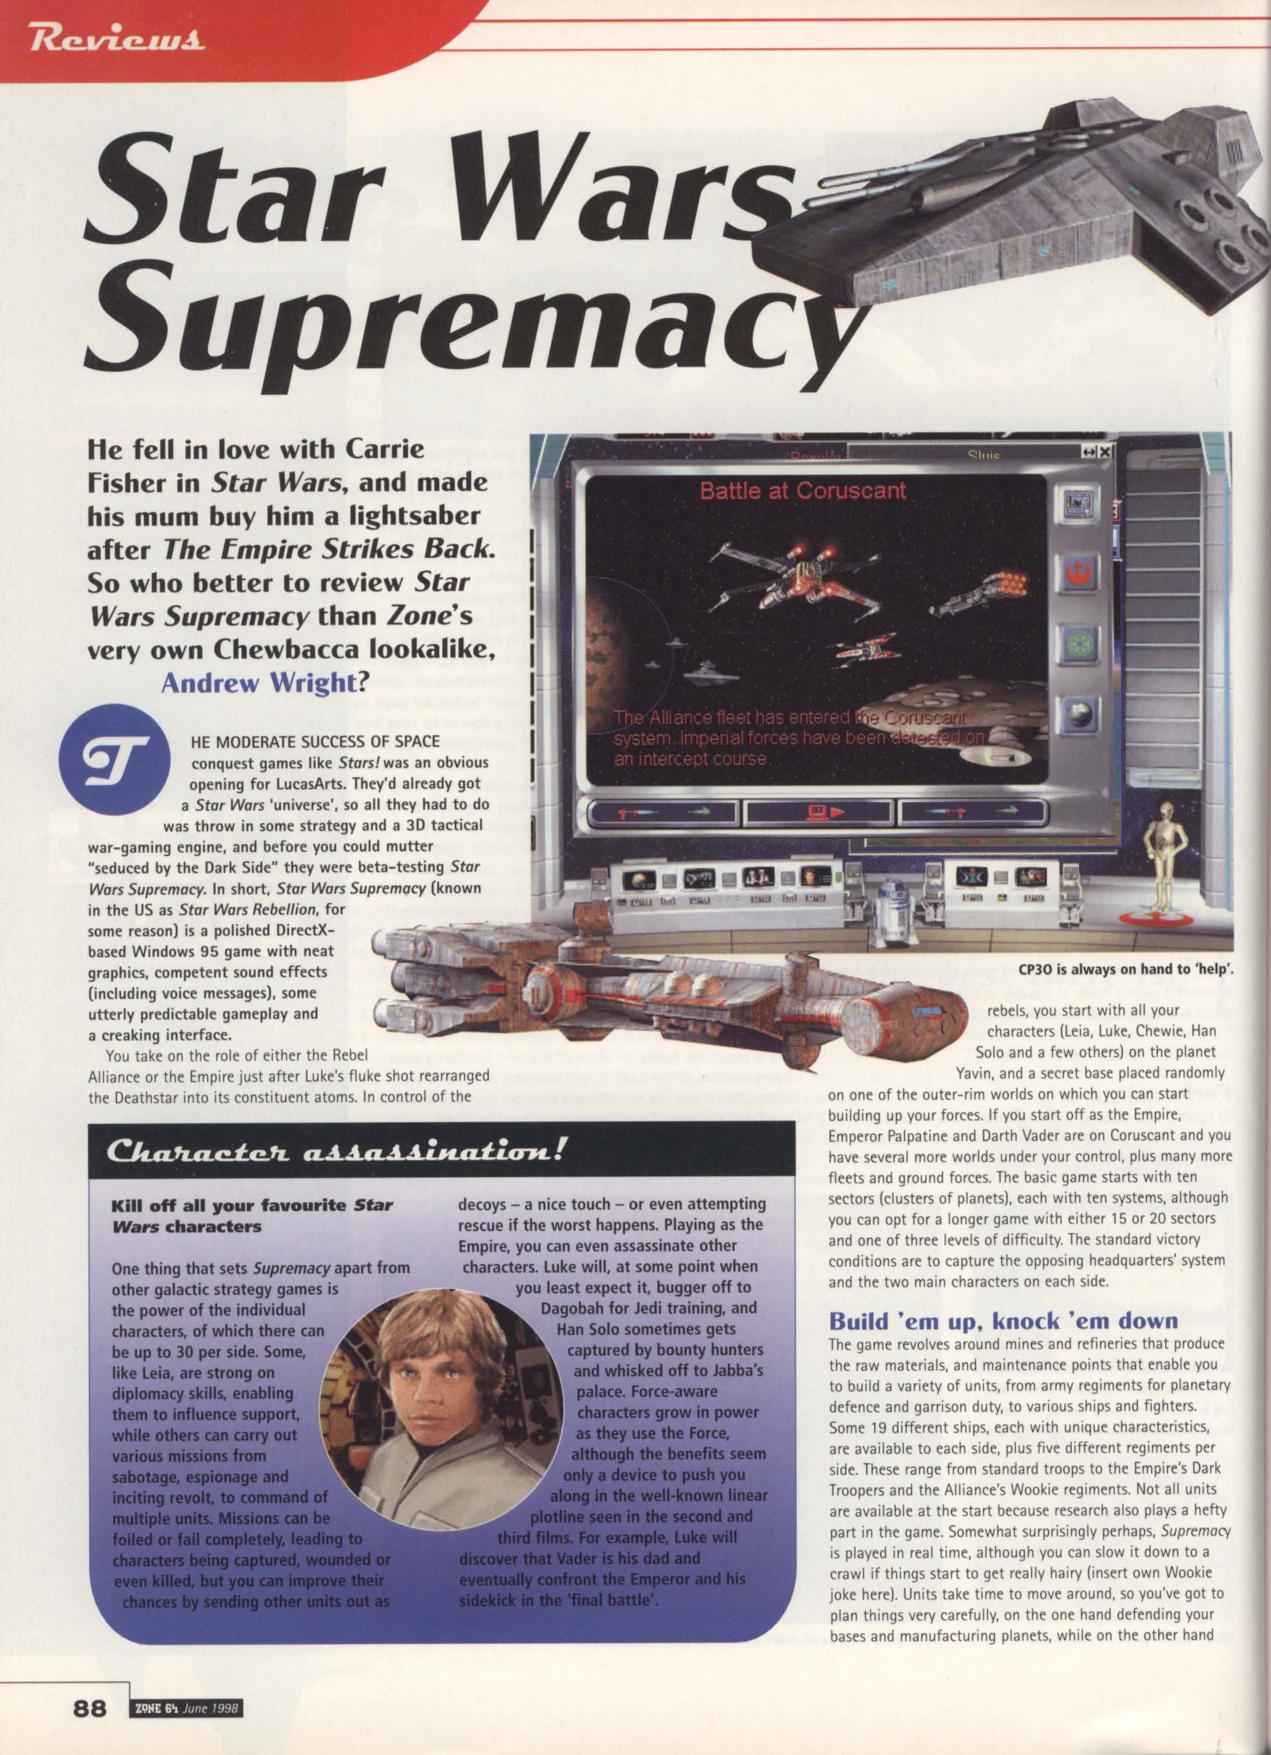 Reviews
Star Wars
Supremacy
He fell in love with Carrie
Fisher in Star Wars, and made
his mum buy him a lightsaber
after The Empire Strikes Back.
So who better to review Star
Wars Supremacy than Zone's
very own Chewbacca lookalike,
Andrew Wright?
THE MODERATE SUCCESS OF SPACE
conquest games like Stars! was an obvious
opening for LucasArts. They'd already got
a Star Wars 'universe', so all they had to do
was throw in some strategy and a 3D tactical
war-gaming engine, and before you could mutter
"seduced by the Dark Side" they were beta-testing Star
Wars Supremacy. In short, Star Wars Supremacy (known
in the US as Star Wars Rebellion, for
some reason) is a polished DirectX-
based Windows 95 game with neat
graphics, competent sound effects
(including voice messages), some
utterly predictable gameplay and
a creaking interface.
You take on the role of either the Rebel
Alliance or the Empire just after Luke's fluke shot rearranged
the Deathstar into its constituent atoms. In control of the
Sluis
Battle at Coruscant
The Alliance fleet has entered the Coruscant
system. Imperial forces have been detected on
an intercept course.
CP3O is always on hand to 'help'.
rebels, you start with all your
characters (Leia, Luke, Chewie, Han
Solo and a few others) on the planet
Yavin, and a secret base placed randomly
on one of the outer-rim worlds on which you can start
building up your forces. If you start off as the Empire,
Emperor Palpatine and Darth Vader are on Coruscant and you
have several more worlds under your control, plus many more
fleets and ground forces. The basic game starts with ten
sectors (clusters of planets), each with ten systems, although
you can opt for a longer game with either 15 or 20 sectors
and one of three levels of difficulty. The standard victory
conditions are to capture the opposing headquarters' system
and the two main characters on each side.
Build 'em up, knock 'em down
The game revolves around mines and refineries that produce
the raw materials, and maintenance points that enable you
to build a variety of units, from army regiments for planetary
defence and garrison duty, to various ships and fighters.
Some 19 different ships, each with unique characteristics,
are available to each side, plus five different regiments per
side. These range from standard troops to the Empire's Dark
Troopers and the Alliance's Wookie regiments. Not all units
are available at the start because research also plays a hefty
part in the game. Somewhat surprisingly perhaps, Supremacy
is played in real time, although you can slow it down to a
crawl if things start to get really hairy (insert own Wookie
joke here). Units take time to move around, so you've got to
plan things very carefully, on the one hand defending your
bases and manufacturing planets, while on the other hand
Character assassination!
Kill off all your favourite Star
Wars characters
One thing that sets Supremacy apart from
other galactic strategy games is
the power of the individual
characters, of which there can
be up to 30 per side. Some,
like Leia, are strong on
diplomacy skills, enabling
them to influence support,
while others can carry out
various missions from
sabotage, espionage and
inciting revolt, to command of
multiple units. Missions can be
foiled or fail completely, leading to
characters being captured, wounded or
even killed, but you can improve their
chances by sending other units out as
decoys – a nice touch – or even attempting
rescue if the worst happens. Playing as the
Empire, you can even assassinate other
characters. Luke will, at some point when
you least expect it, bugger off to
Dagobah for Jedi training, and
Han Solo sometimes gets
captured by bounty hunters
and whisked off to Jabba's
palace. Force-aware
characters grow in power
as they use the Force,
although the benefits seem
only a device to push you
along in the well-known linear
plotline seen in the second and
third films. For example, Luke will
discover that Vader is his dad and
eventually confront the Emperor and his
sidekick in the 'final battle'.
88
ZONE 64 June 1998